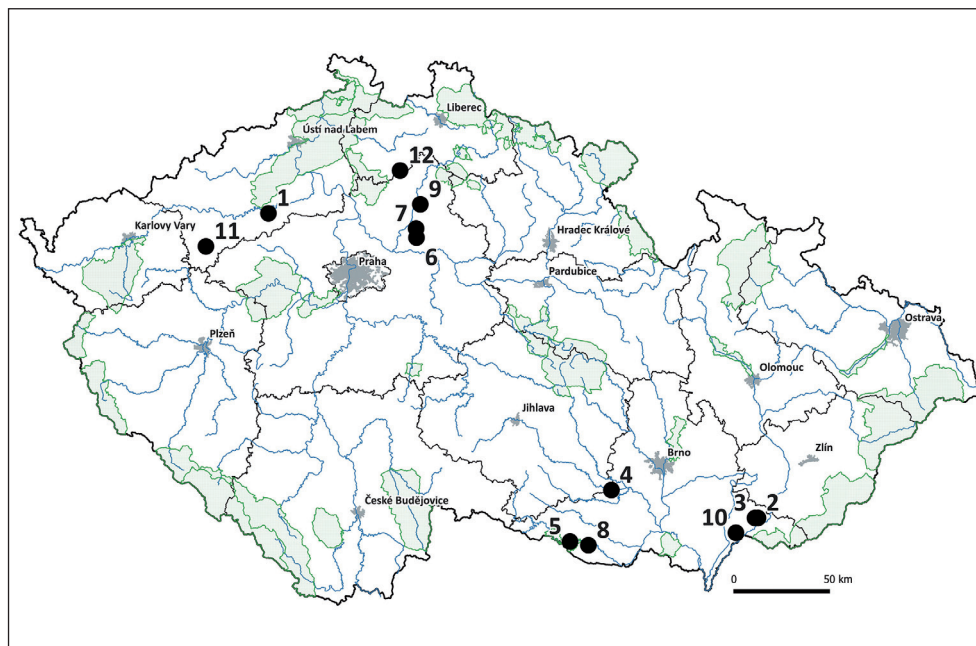 Liberec
Ústí nad Labem
12
9
1
7
Karlovy Vary
11
6
Hradec Králové
Praha
Pardubice
Ostrava
Plzeň
Olomouc
Jihlava
Zlín
Brno
4
České Budějovice
3 2
10
5 8
0 50 km